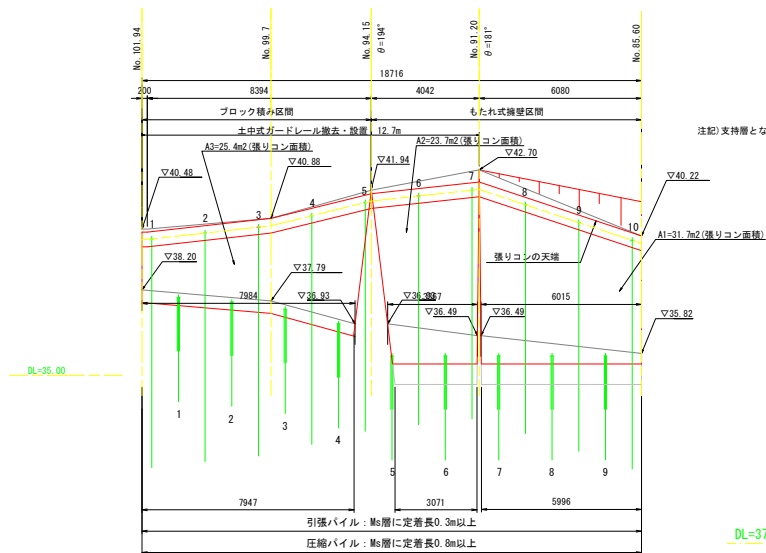 No.101.94
No.99.7
No.94.15
θ=194°
No.91.20
θ=181°
No.85.60
18716
200
8394
4042
6080
ブロック積み区間
もたれ式擁壁区間
土中式ガードレール撤去・設置 12.7m
注記)支持層とな
A3=25.4m2(張りコン面積)
A2=23.7m2(張りコン面積)
▽42.70
▽40.48
▽40.88
▽41.94
▽40.22
1
2
3
4
5
6
7
8
9
10
A1=31.7m2(張りコン面積)
張りコンの天端
▽38.20
▽37.79
7984
▽36.93
6015
▽36.49
▽36.49
▽35.82
DL=35.00
1
2
3
4
5
6
7
8
9
7947
3071
5996
引張パイル：Ms層に定着長0.3m以上
圧縮パイル：Ms層に定着長0.8m以上
DL=37